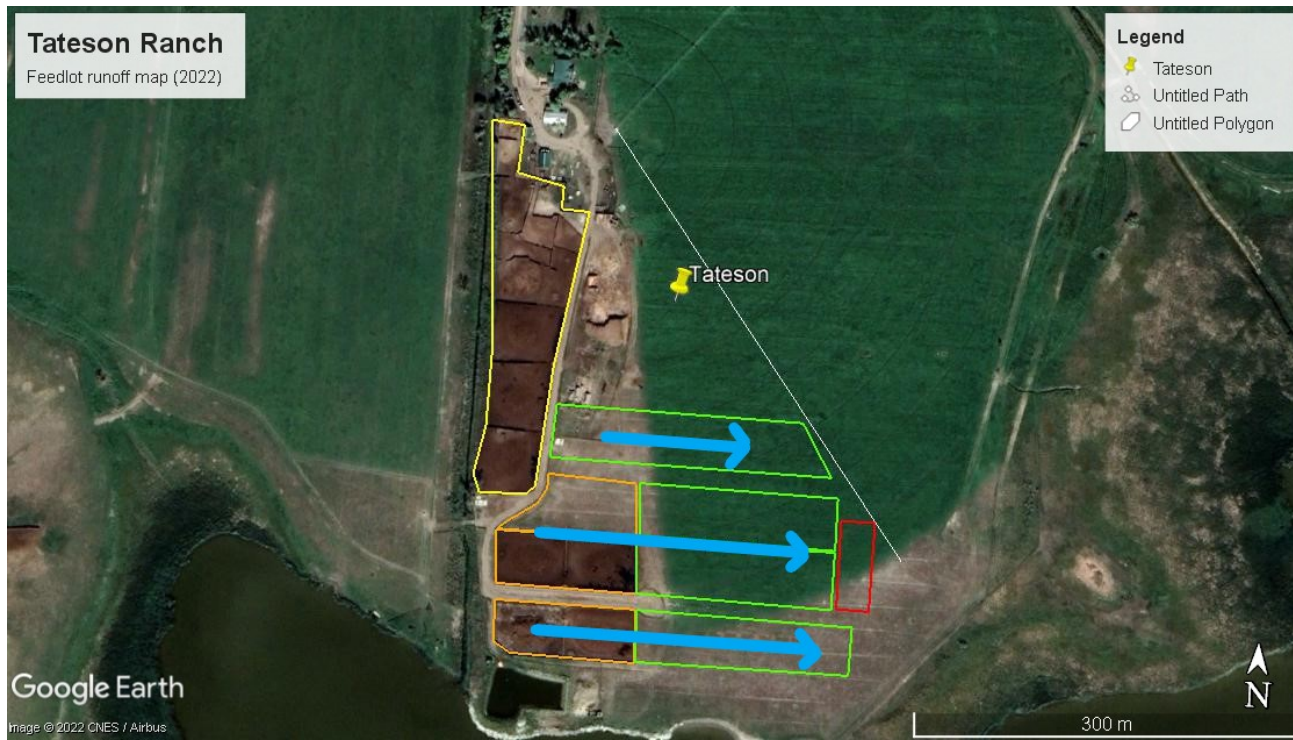 Tateson Ranch
Feedlot runoff map (2022)
Legend
Tateson
Untitled Path
Untitled Polygon
Tateson
Google Earth
Image © 2022 CNES / Airbus
300 m
N